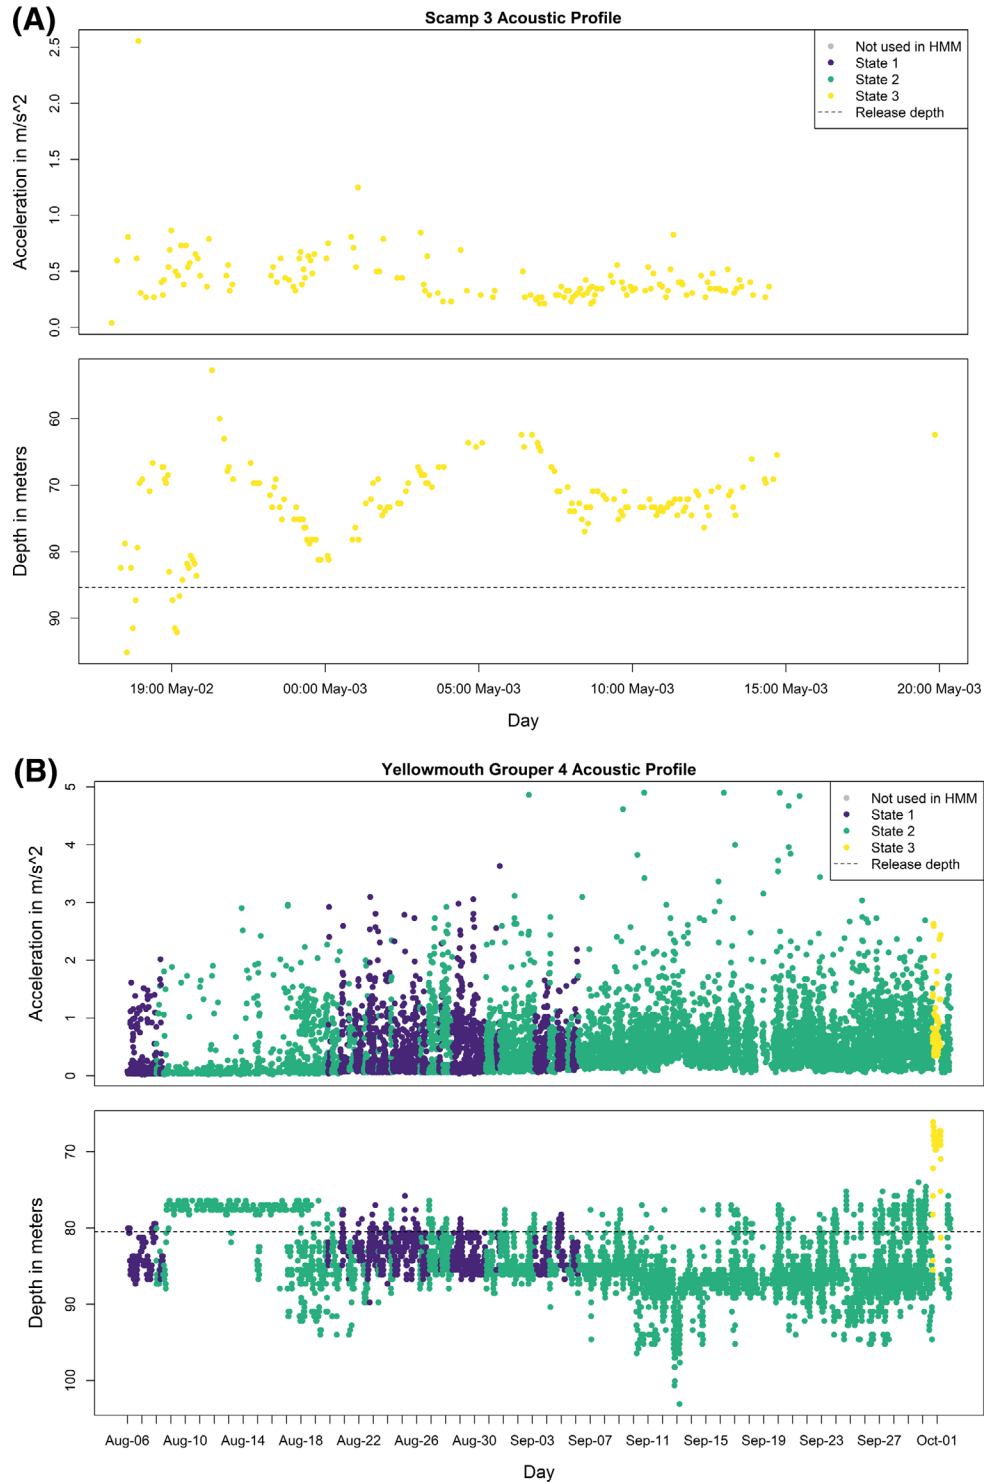 (A)
Scamp 3 Acoustic Profile
Acceleration in m/s^2
2.5
2.0
1.5
1.0
0.5
0.0
Not used in HMM
State 1
State 2
State 3
Release depth
Depth in meters
60
70
80
90
19:00 May-02
00:00 May-03
05:00 May-03
10:00 May-03
15:00 May-03
20:00 May-03
Day
(B)
Yellowmouth Grouper 4 Acoustic Profile
Acceleration in m/s^2
5
4
3
2
1
0
Not used in HMM
State 1
State 2
State 3
Release depth
Depth in meters
70
80
90
100
Aug-06
Aug-10
Aug-14
Aug-18
Aug-22
Aug-26
Aug-30
Sep-03
Sep-07
Sep-11
Sep-15
Sep-19
Sep-23
Sep-27
Oct-01
Day